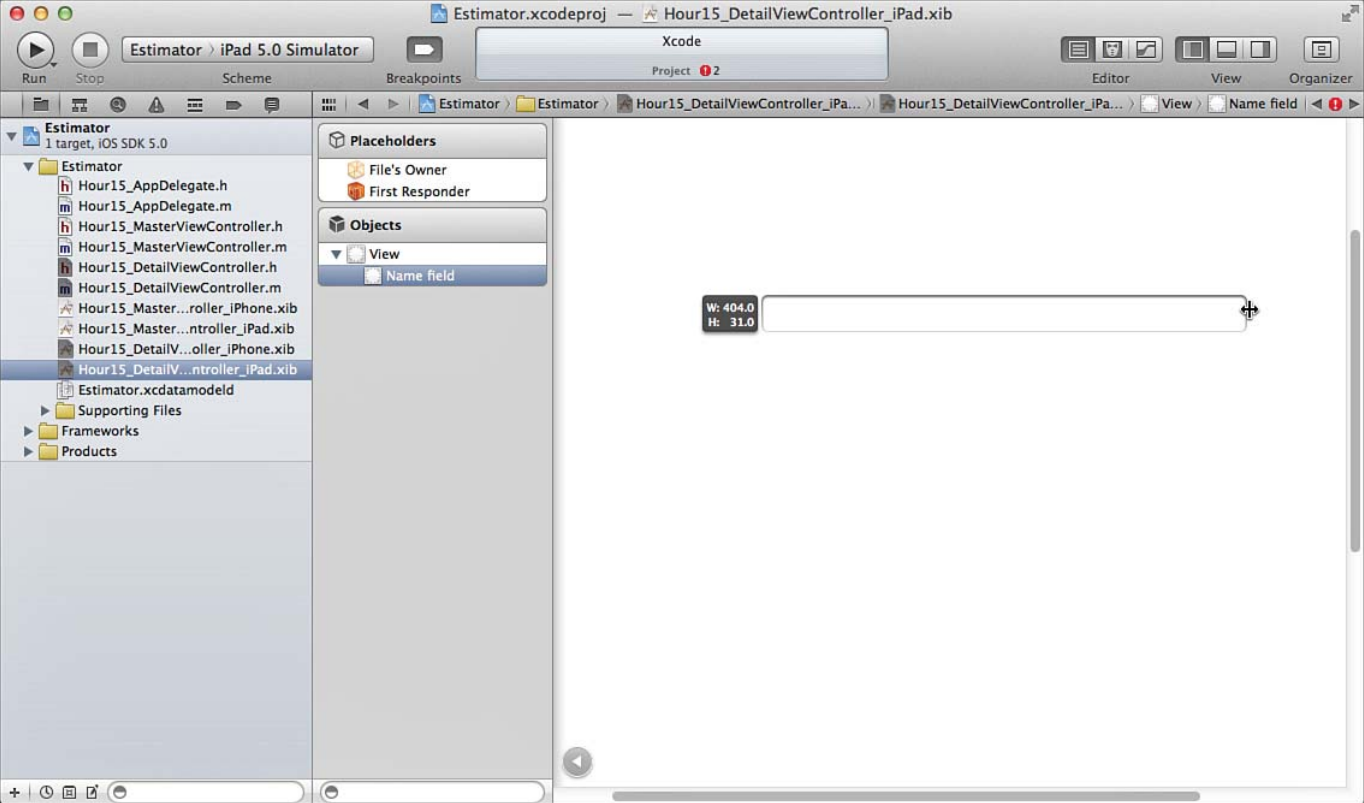 Estimator.xcodeproj — Hour15_DetailViewController_iPad.xib
Estimator › iPad 5.0 Simulator
Xcode
Project 2
Run Stop Scheme Breakpoints Editor View Organizer
Estimator Estimator Hour15_DetailViewController_iPa... Hour15_DetailViewController_iPa... View Name field
Estimator
1 target, iOS SDK 5.0
Estimator
Hour15_AppDelegate.h
Hour15_AppDelegate.m
Hour15_MasterViewController.h
Hour15_MasterViewController.m
Hour15_DetailViewController.h
Hour15_DetailViewController.m
Hour15_Master...roller_iPhone.xib
Hour15_Master...ntroller_iPad.xib
Hour15_DetailV...oller_iPhone.xib
Hour15_DetailV...ntroller_iPad.xib
Estimator.xcdatamodeld
Supporting Files
Frameworks
Products
Placeholders
File's Owner
First Responder
Objects
View
Name field
W: 404.0
H: 31.0